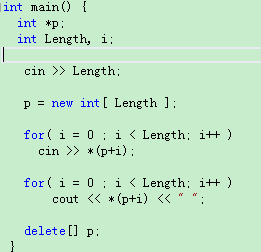 int main() {
int *p;
int Length, i;
cin >> Length;
p = new int[ Length ];
for( i = 0 ; i < Length; i++ )
cin >> *(p+i);
for( i = 0 ; i < Length; i++ )
cout << *(p+i) << " ";
delete[] p;
}